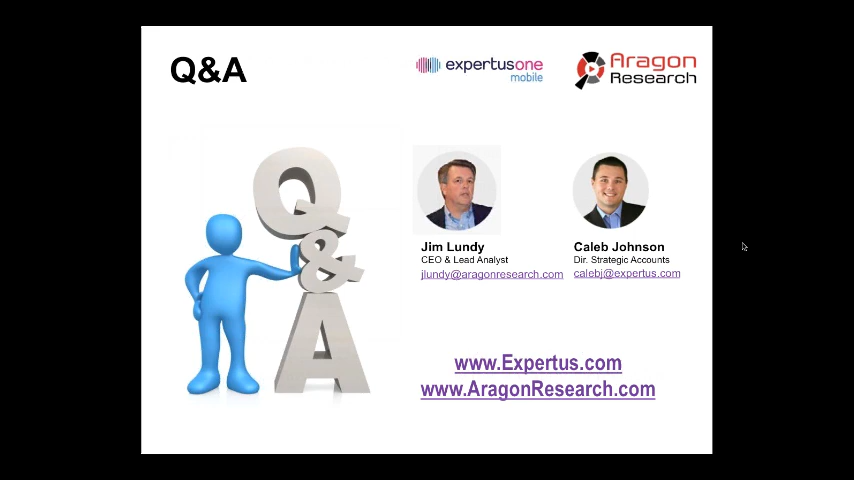 Q&A
expertusone
mobile
Aragon
Research
Q
&
A
Jim Lundy
CEO & Lead Analyst
jlundy@aragonresearch.com
Caleb Johnson
Dir. Strategic Accounts
calebj@expertus.com
www.Expertus.com
www.AragonResearch.com